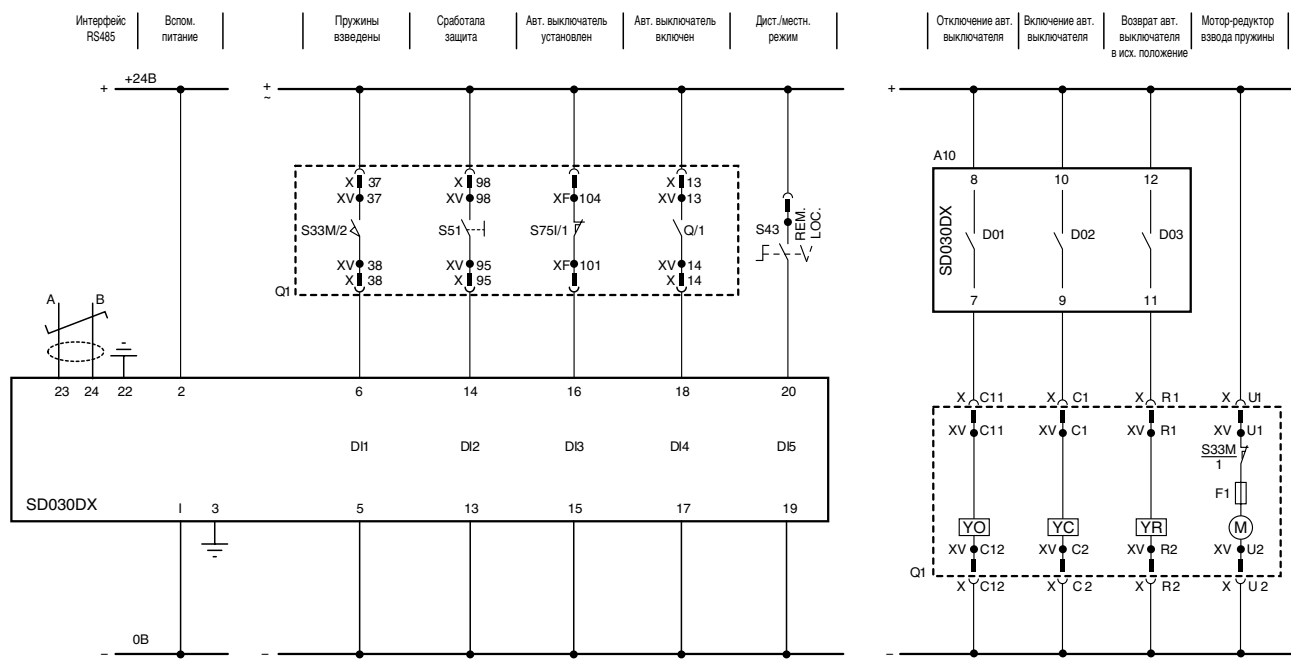 Интерфейс
RS485
Вспом.
питание
Пружины
взведены
Сработала
защита
Авт. выключатель
установлен
Авт. выключатель
включен
Дист./местн.
режим
Отключение авт.
выключателя
Включение авт.
выключателя
Возврат авт.
выключателя
в исх. положение
Мотор-редуктор
взвода пружины
+ +24В
+
~
+
A10
X 37 X 98 X 13
XV 37 XV 98 XF 104 XV 13
S33M/2 S51 S75I/1 Q/1 S43 REM. LOC.
XV 38 XV 95 XF 101 XV 14
X 38 X 95 X 14
Q1
8 10 12
SD030DX
D01 D02 D03
7 9 11
A B
23 24 22 2 6 14 16 18 20
DI1 DI2 DI3 DI4 DI5
SD030DX
I 3 5 13 15 17 19
X C11 X C1 X R1 X U1
XV C11 XV C1 XV R1 XV U1
S33M
1
F1
YO YC YR M
XV C12 XV C2 XV R2 XV U2
Q1
X C12 X C2 X R2 X U2
0В
– – –